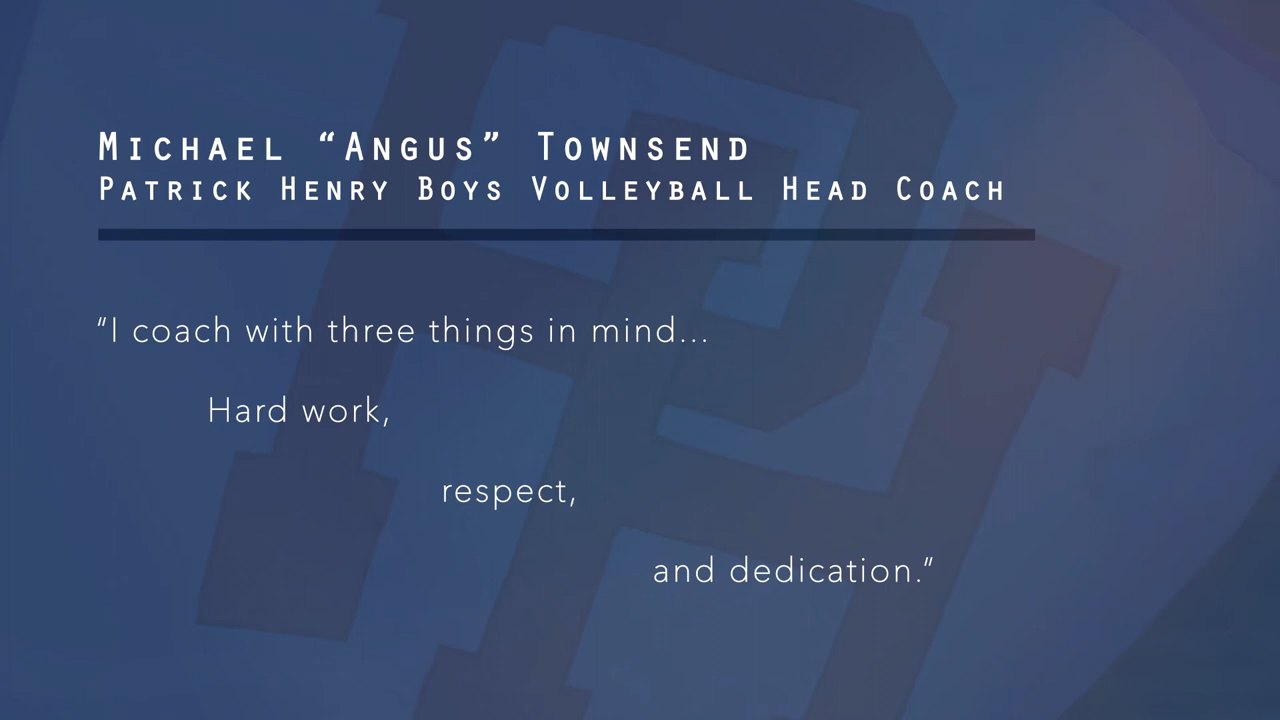 Michael “Angus” Townsend
Patrick Henry Boys Volleyball Head Coach
“I coach with three things in mind...
Hard work,
respect,
and dedication.”
PH